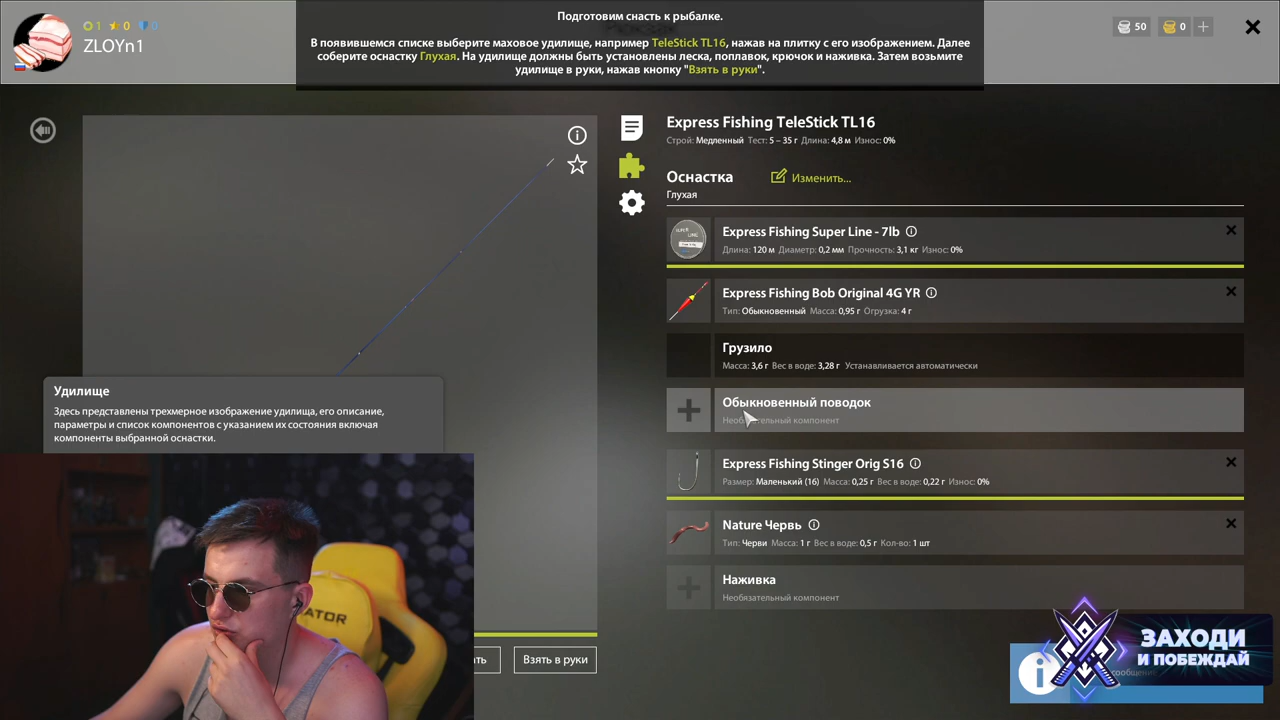 1 0 0
ZLOYn1
Подготовим снасть к рыбалке.
В появившемся списке выберите маховое удилище, например TeleStick TL16, нажав на плитку с его изображением. Далее
соберите оснастку Глухая. На удилище должны быть установлены леска, поплавок, крючок и наживка. Затем возьмите
удилище в руки, нажав кнопку "Взять в руки".
50 0
Express Fishing TeleStick TL16
Строй: Медленный Тест: 5 – 35 г Длина: 4,8 м Износ: 0%
Оснастка
Изменить...
Глухая
Express Fishing Super Line - 7lb
Длина: 120 м Диаметр: 0,2 мм Прочность: 3,1 кг Износ: 0%
Express Fishing Bob Original 4G YR
Тип: Обыкновенный Масса: 0,95 г Огрузка: 4 г
Грузило
Масса: 3,6 г Вес в воде: 3,28 г Устанавливается автоматически
Обыкновенный поводок
Необязательный компонент
Express Fishing Stinger Orig S16
Размер: Маленький (16) Масса: 0,25 г Вес в воде: 0,22 г Износ: 0%
Nature Червь
Тип: Черви Масса: 1 г Вес в воде: 0,5 г Кол-во: 1 шт
Наживка
Необязательный компонент
Удилище
Здесь представлены трехмерное изображение удилища, его описание,
параметры и список компонентов с указанием их состояния включая
компоненты выбранной оснастки.
ATOR
ть
Взять в руки
ЗАХОДИ
И ПОБЕЖДАЙ